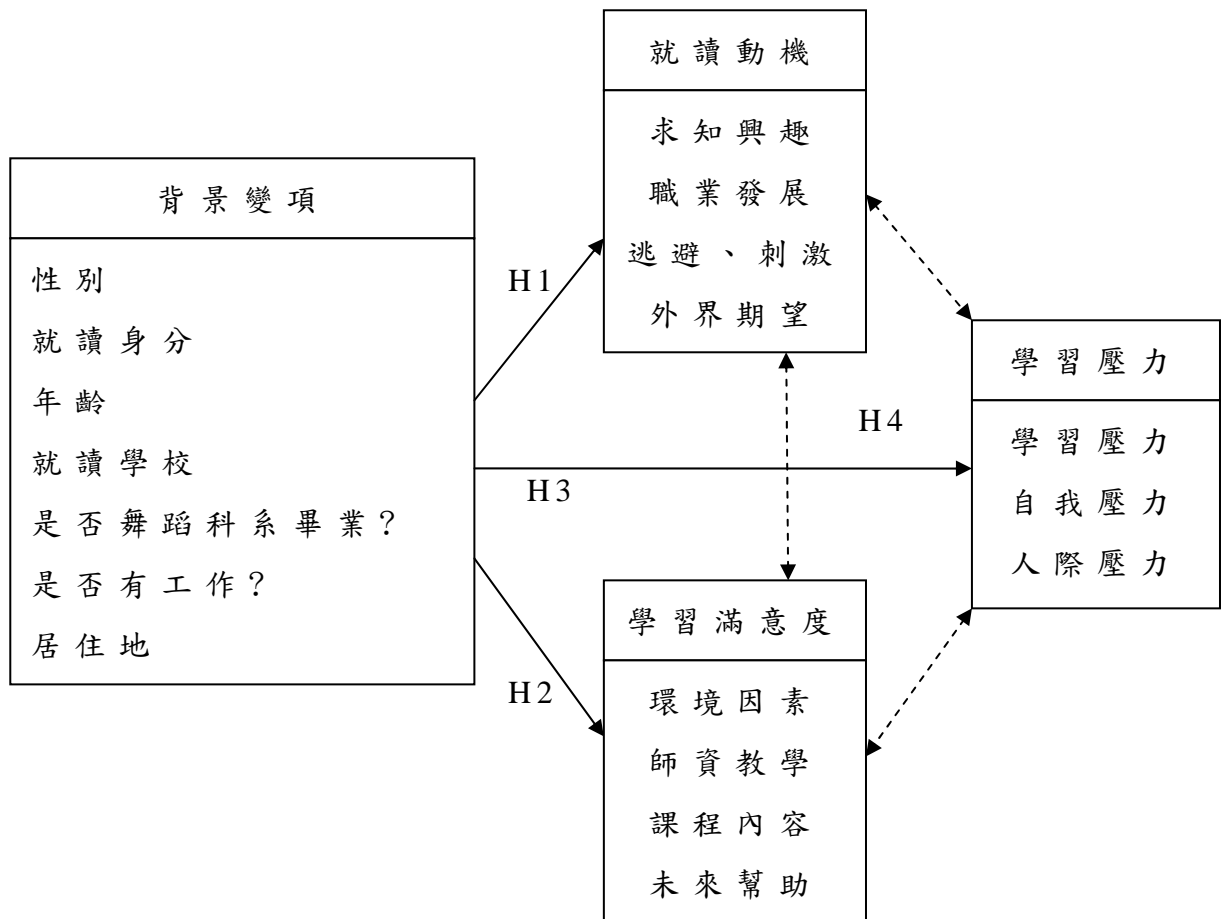 背景變項
性別
就讀身分
年齡
就讀學校
是否舞蹈科系畢業？
是否有工作？
居住地
H1
H3
H2
就讀動機
求知興趣
職業發展
逃避、刺激
外界期望
H4
學習滿意度
環境因素
師資教學
課程內容
未來幫助
學習壓力
學習壓力
自我壓力
人際壓力